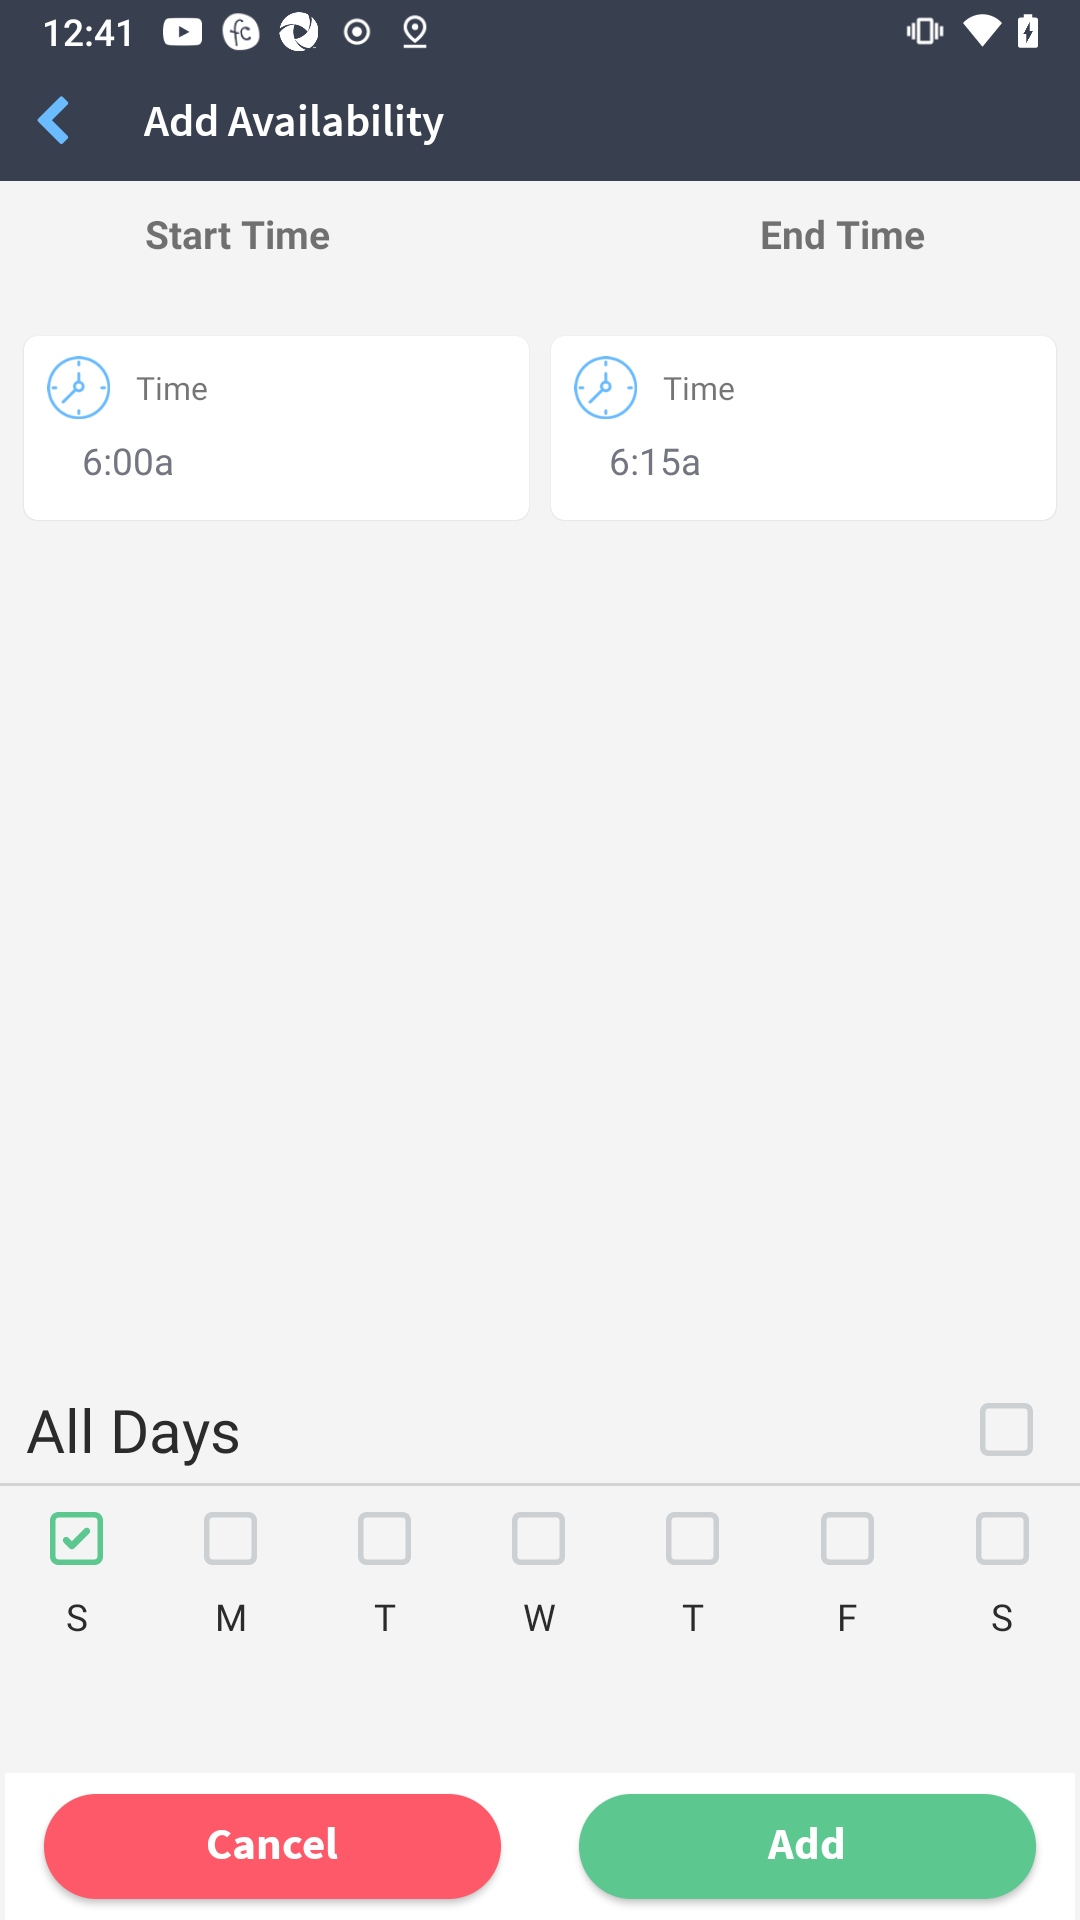 12:41
Add Availability
Start Time End Time
Time Time
6:00a 6:15a
All Days
S M T W T F S
Cancel Add